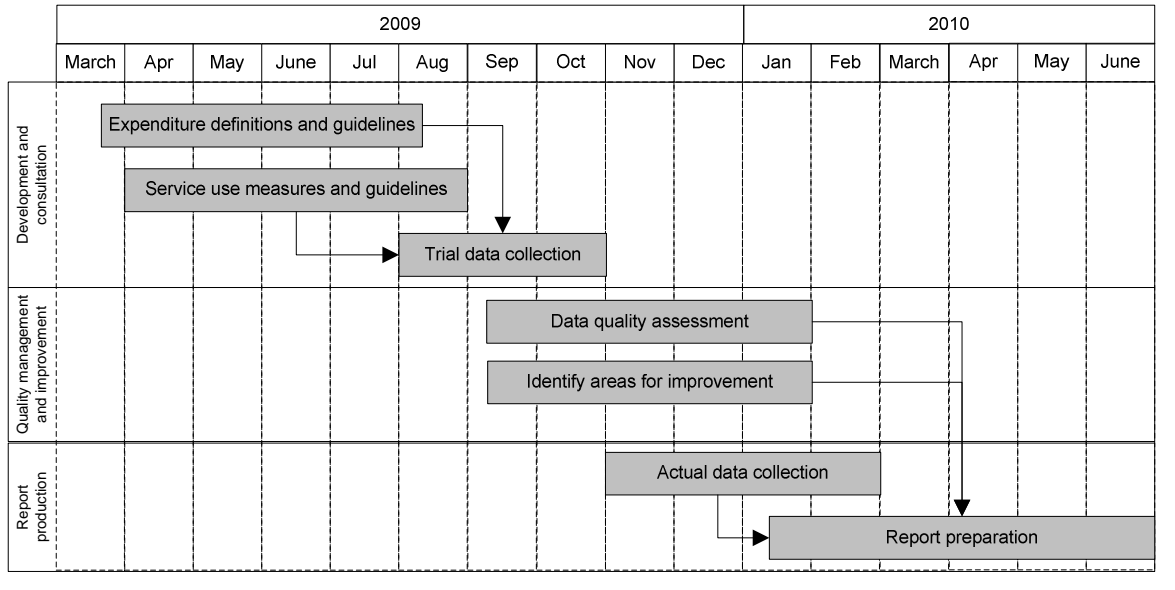 2009
2010
March
Apr
May
June
Jul
Aug
Sep
Oct
Nov
Dec
Jan
Feb
March
Apr
May
June
Development and
consultation
Expenditure definitions and guidelines
Service use measures and guidelines
Trial data collection
Quality management
and improvement
Data quality assessment
Identify areas for improvement
Report
production
Actual data collection
Report preparation